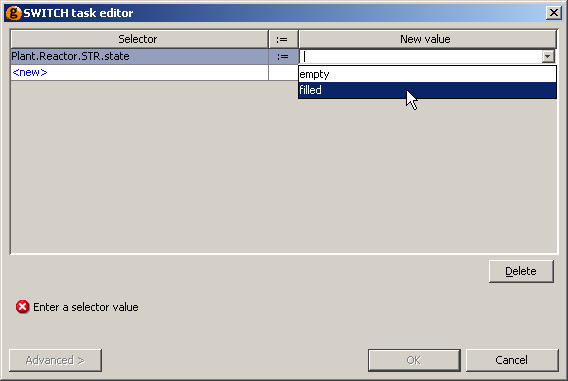 SWITCH task editor
Selector := New value
Plant.Reactor.STR.state :=
<new>
empty
filled
Delete
Enter a selector value
Advanced > OK Cancel